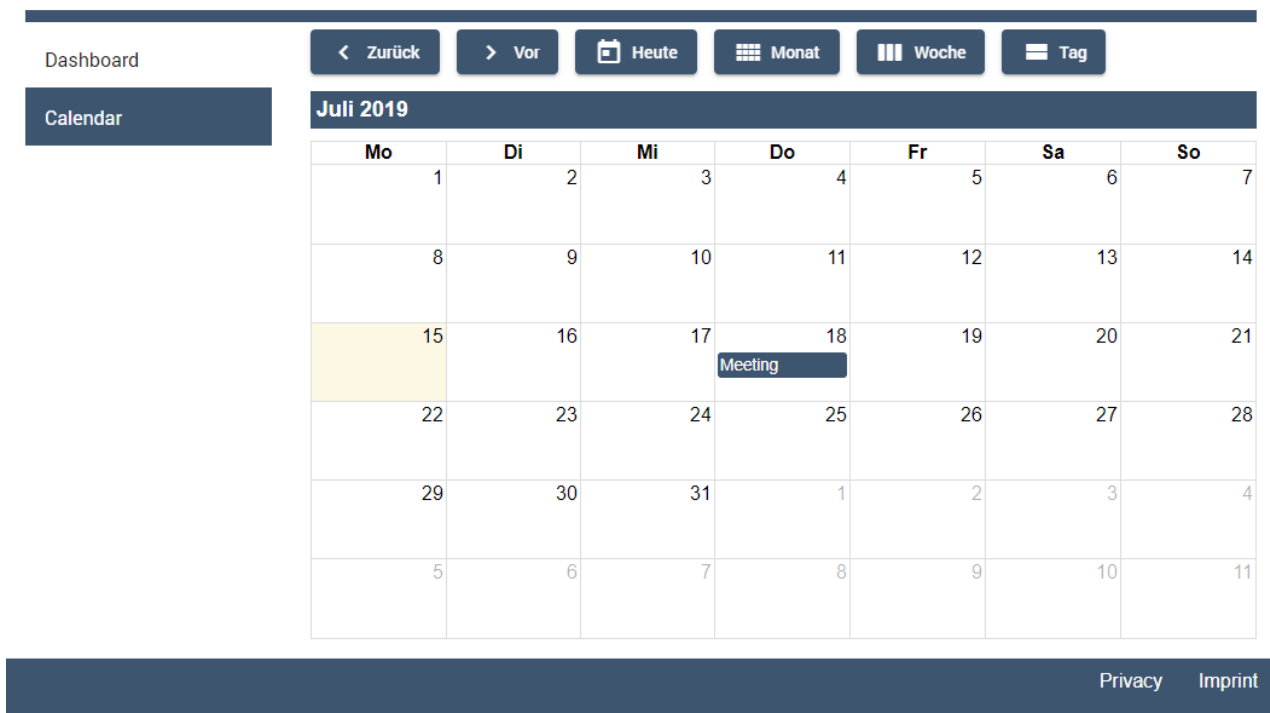 Dashboard
Calendar
Zurück Vor Heute Monat Woche Tag
Juli 2019
Mo Di Mi Do Fr Sa So
1 2 3 4 5 6 7
8 9 10 11 12 13 14
15 16 17 18 19 20 21
Meeting
22 23 24 25 26 27 28
29 30 31 1 2 3 4
5 6 7 8 9 10 11
Privacy Imprint